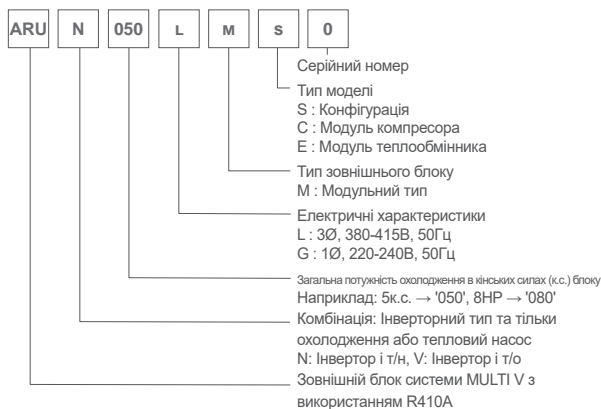 ARU N 050 L M S 0
Серійний номер
Тип моделі
S : Конфігурація
C : Модуль компресора
E : Модуль теплообмінника
Тип зовнішнього блоку
M : Модульний тип
Електричні характеристики
L : 3Ø, 380-415В, 50Гц
G : 1Ø, 220-240В, 50Гц
Загальна потужність охолодження в кінських силах (к.с.) блоку
Наприклад: 5к.с. → '050', 8HP → '080'
Комбінація: Інверторний тип та тільки
охолодження або тепловий насос
N: Інвертор і т/н, V: Інвертор і т/о
Зовнішній блок системи MULTI V з
використанням R410A